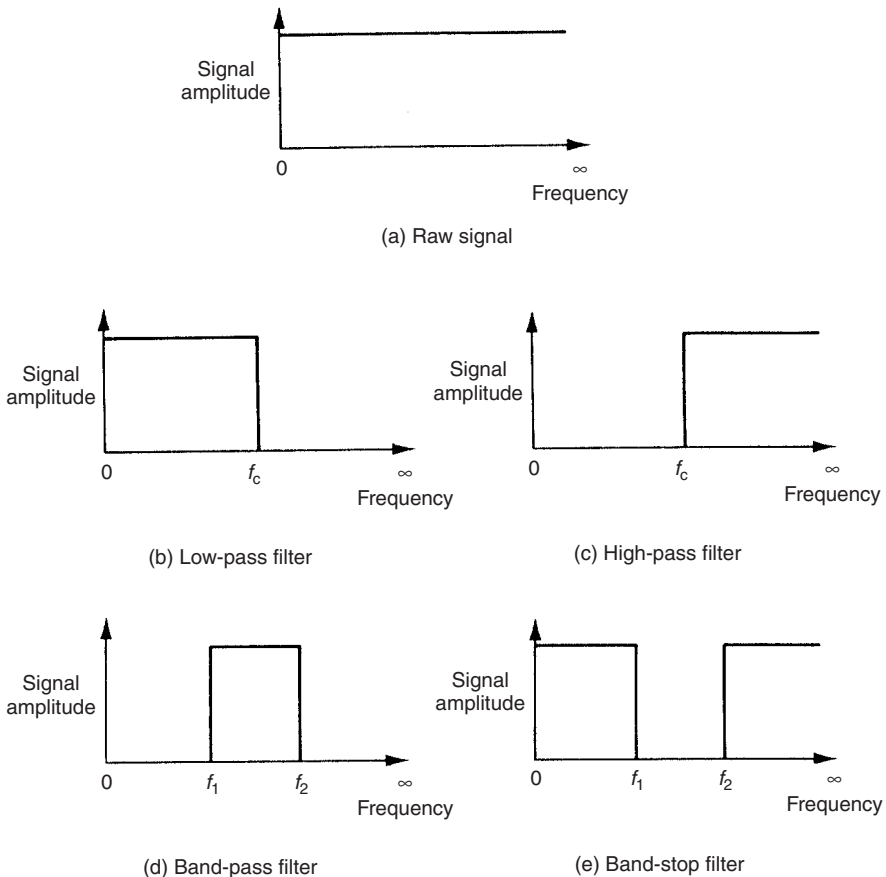 Signal
amplitude
0
∞
Frequency
(a) Raw signal
Signal
amplitude
0
fc
∞
Frequency
(b) Low-pass filter
Signal
amplitude
0
fc
∞
Frequency
(c) High-pass filter
Signal
amplitude
0
f1
f2
∞
Frequency
(d) Band-pass filter
Signal
amplitude
0
f1
f2
∞
Frequency
(e) Band-stop filter